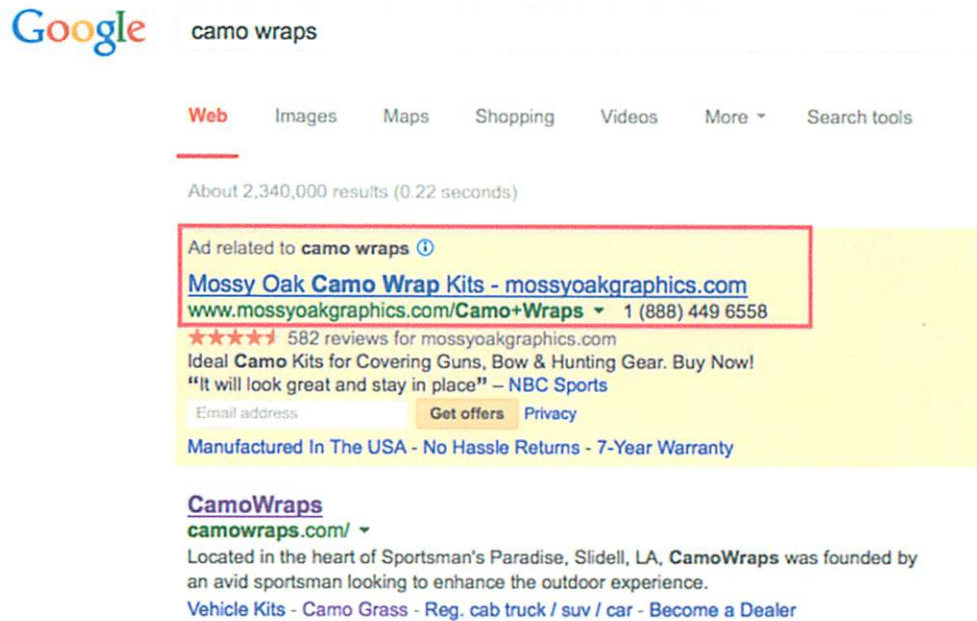 Google camo wraps
Web Images Maps Shopping Videos More Search tools
About 2,340,000 results (0.22 seconds)
Ad related to camo wraps
Mossy Oak Camo Wrap Kits - mossyoakgraphics.com
www.mossyoakgraphics.com/Camo+Wraps 1 (888) 449 6558
582 reviews for mossyoakgraphics.com
Ideal Camo Kits for Covering Guns, Bow & Hunting Gear. Buy Now!
"It will look great and stay in place" – NBC Sports
Email address Get offers Privacy
Manufactured In The USA - No Hassle Returns - 7-Year Warranty
CamoWraps
camowraps.com/
Located in the heart of Sportsman's Paradise, Slidell, LA, CamoWraps was founded by
an avid sportsman looking to enhance the outdoor experience.
Vehicle Kits - Camo Grass - Reg. cab truck / suv / car - Become a Dealer